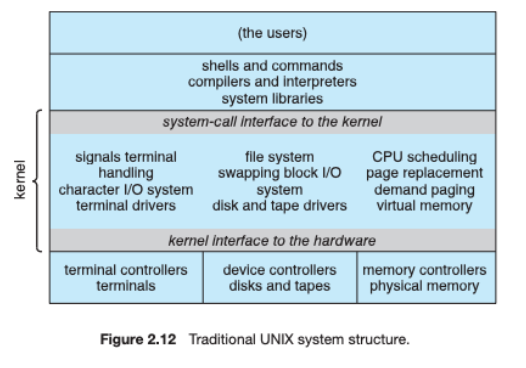 (the users)
shells and commands
compilers and interpreters
system libraries
system-call interface to the kernel
kernel
signals terminal
handling
character I/O system
terminal drivers
file system
swapping block I/O
system
disk and tape drivers
CPU scheduling
page replacement
demand paging
virtual memory
kernel interface to the hardware
terminal controllers
terminals
device controllers
disks and tapes
memory controllers
physical memory
Figure 2.12 Traditional UNIX system structure.